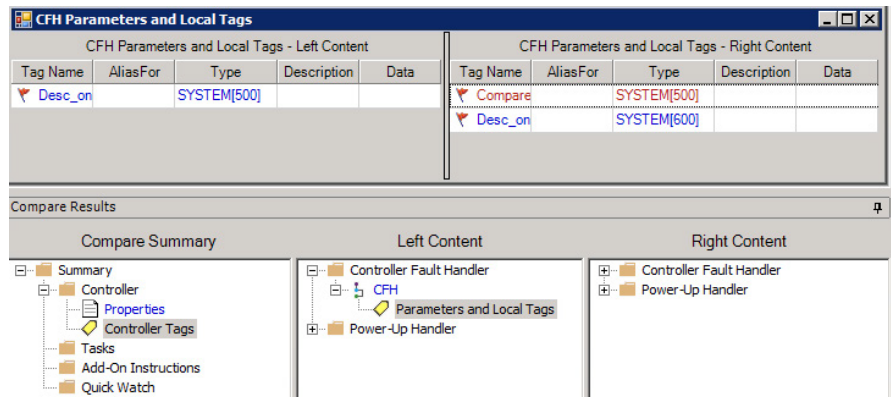 CFH Parameters and Local Tags
CFH Parameters and Local Tags - Left Content
Tag Name AliasFor Type Description Data
Desc_on SYSTEM[500]
CFH Parameters and Local Tags - Right Content
Tag Name AliasFor Type Description Data
Compare SYSTEM[500]
Desc_on SYSTEM[600]
Compare Results
Compare Summary
Summary
Controller
Properties
Controller Tags
Tasks
Add-On Instructions
Quick Watch
Left Content
Controller Fault Handler
CFH
Parameters and Local Tags
Power-Up Handler
Right Content
Controller Fault Handler
Power-Up Handler